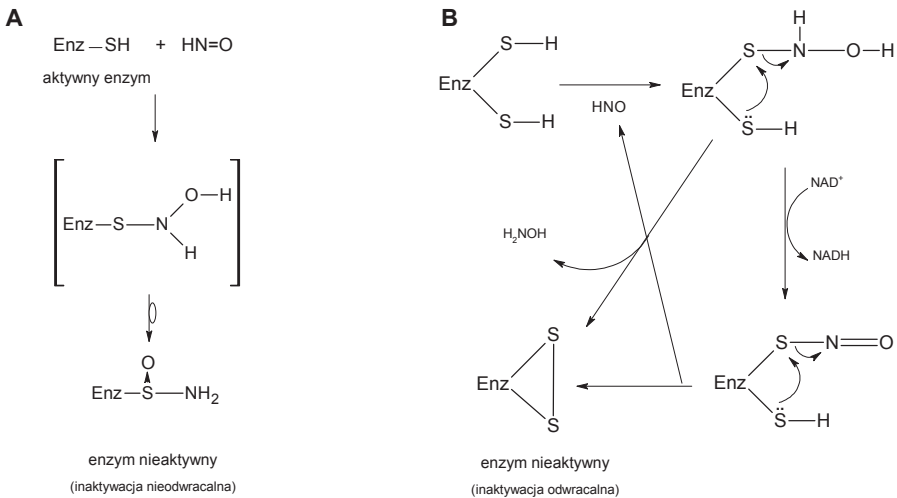 A
Enz—SH + HN=O
aktywny enzym
O—H
Enz—S—N
H
O
Enz—S—NH₂
enzym nieaktywny
(inaktywacja nieodwracalna)
B
S—H
Enz
S—H
HNO
H
S—N—O—H
Enz
S̈—H
NAD⁺
NADH
H₂NOH
S
Enz
S
S—N=O
Enz
S̈—H
enzym nieaktywny
(inaktywacja odwracalna)